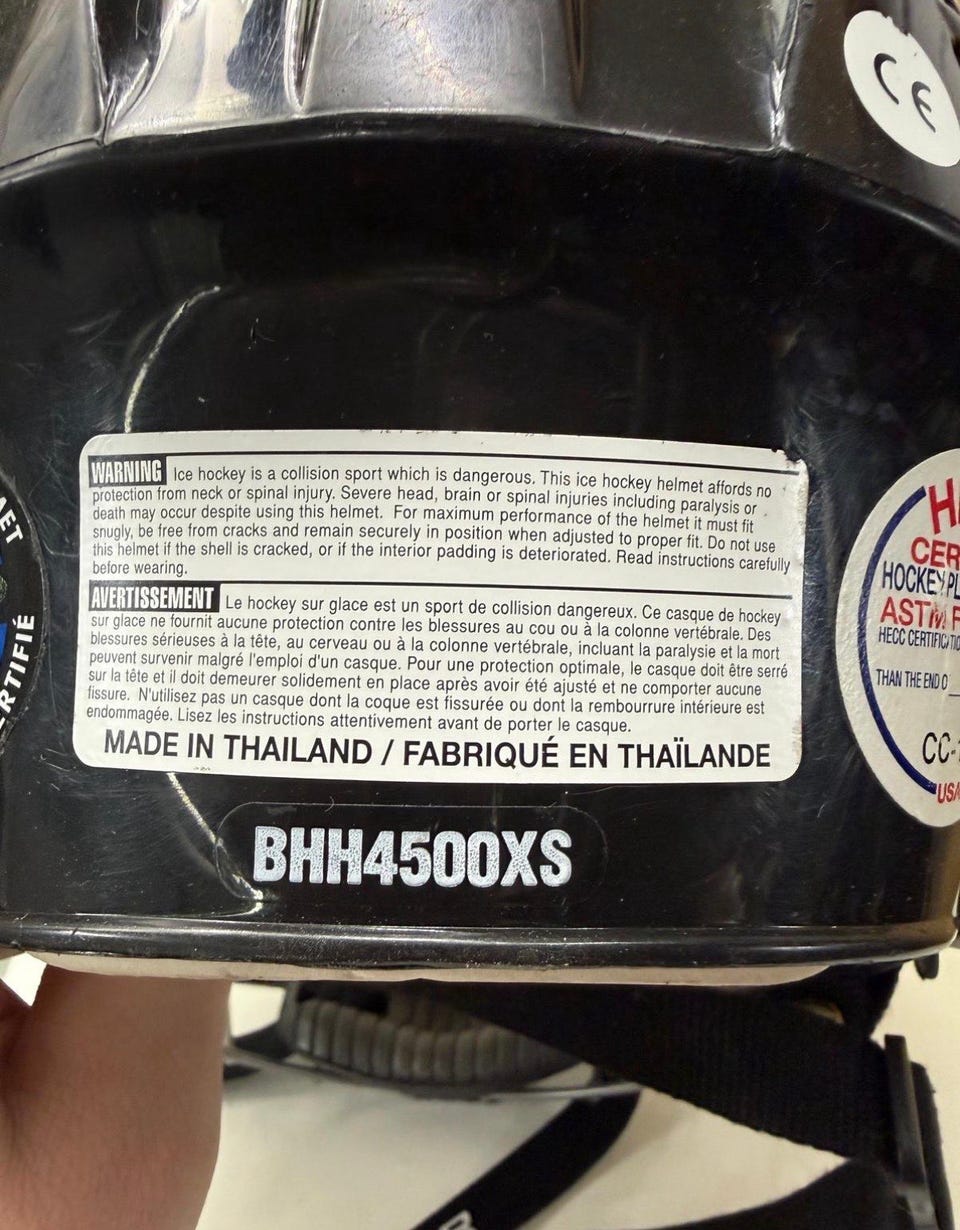 CE
WARNING Ice hockey is a collision sport which is dangerous. This ice hockey helmet affords no
protection from neck or spinal injury. Severe head, brain or spinal injuries including paralysis or
death may occur despite using this helmet. For maximum performance of the helmet it must fit
snugly, be free from cracks and remain securely in position when adjusted to proper fit. Do not use
this helmet if the shell is cracked, or if the interior padding is deteriorated. Read instructions carefully
before wearing.
AVERTISSEMENT Le hockey sur glace est un sport de collision dangereux. Ce casque de hockey
sur glace ne fournit aucune protection contre les blessures au cou ou à la colonne vertébrale. Des
blessures sérieuses à la tête, au cerveau ou à la colonne vertébrale, incluant la paralysie et la mort
peuvent survenir malgré l'emploi d'un casque. Pour une protection optimale, le casque doit être serré
sur la tête et il doit demeurer solidement en place après avoir été ajusté et ne comporter aucune
fissure. N'utilisez pas un casque dont la coque est fissurée ou dont la rembourrure intérieure est
endommagée. Lisez les instructions attentivement avant de porter le casque.
MADE IN THAILAND / FABRIQUÉ EN THAÏLANDE
BHH4500XS
HOCKEY
ASTM
HECC
THAN THE END O
CC-
USA